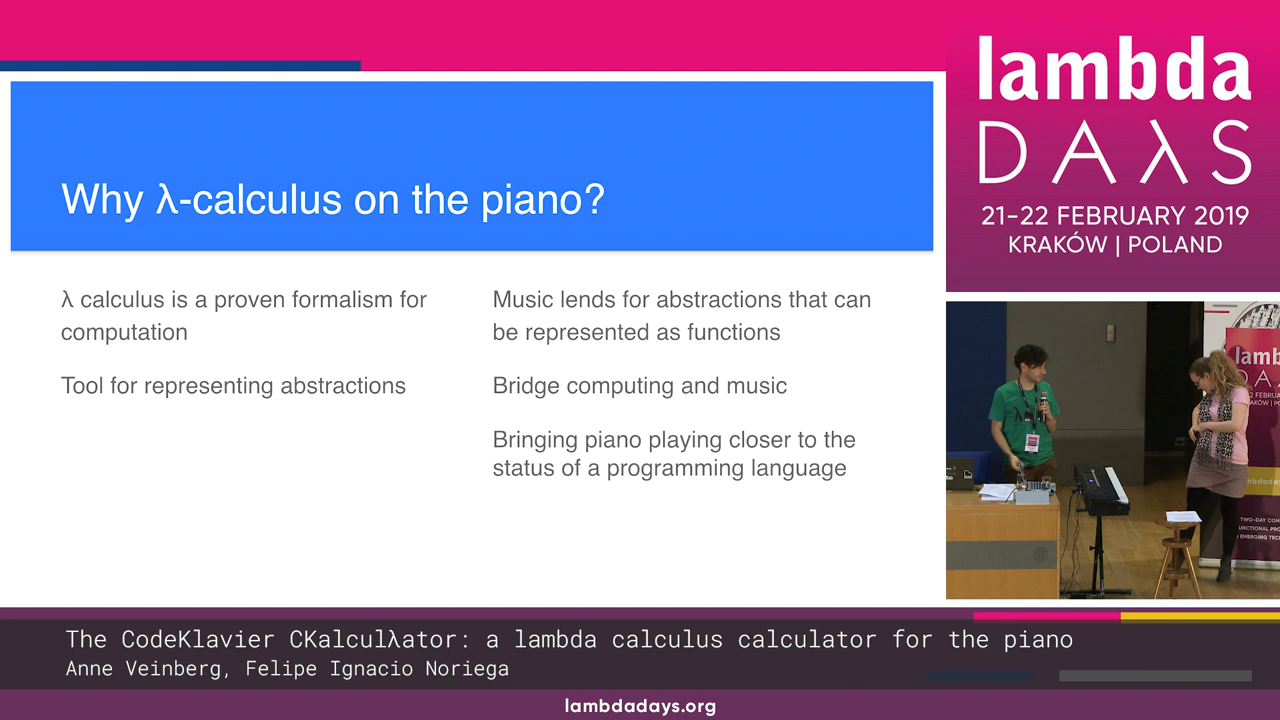 lambda
DAλS
21–22 FEBRUARY 2019
KRAKÓW | POLAND
Why λ-calculus on the piano?
λ calculus is a proven formalism for
computation
Tool for representing abstractions
Music lends for abstractions that can
be represented as functions
Bridge computing and music
Bringing piano playing closer to the
status of a programming language
lamb
The CodeKlavier CKalculλator: a lambda calculus calculator for the piano
Anne Veinberg, Felipe Ignacio Noriega
lambdadays.org